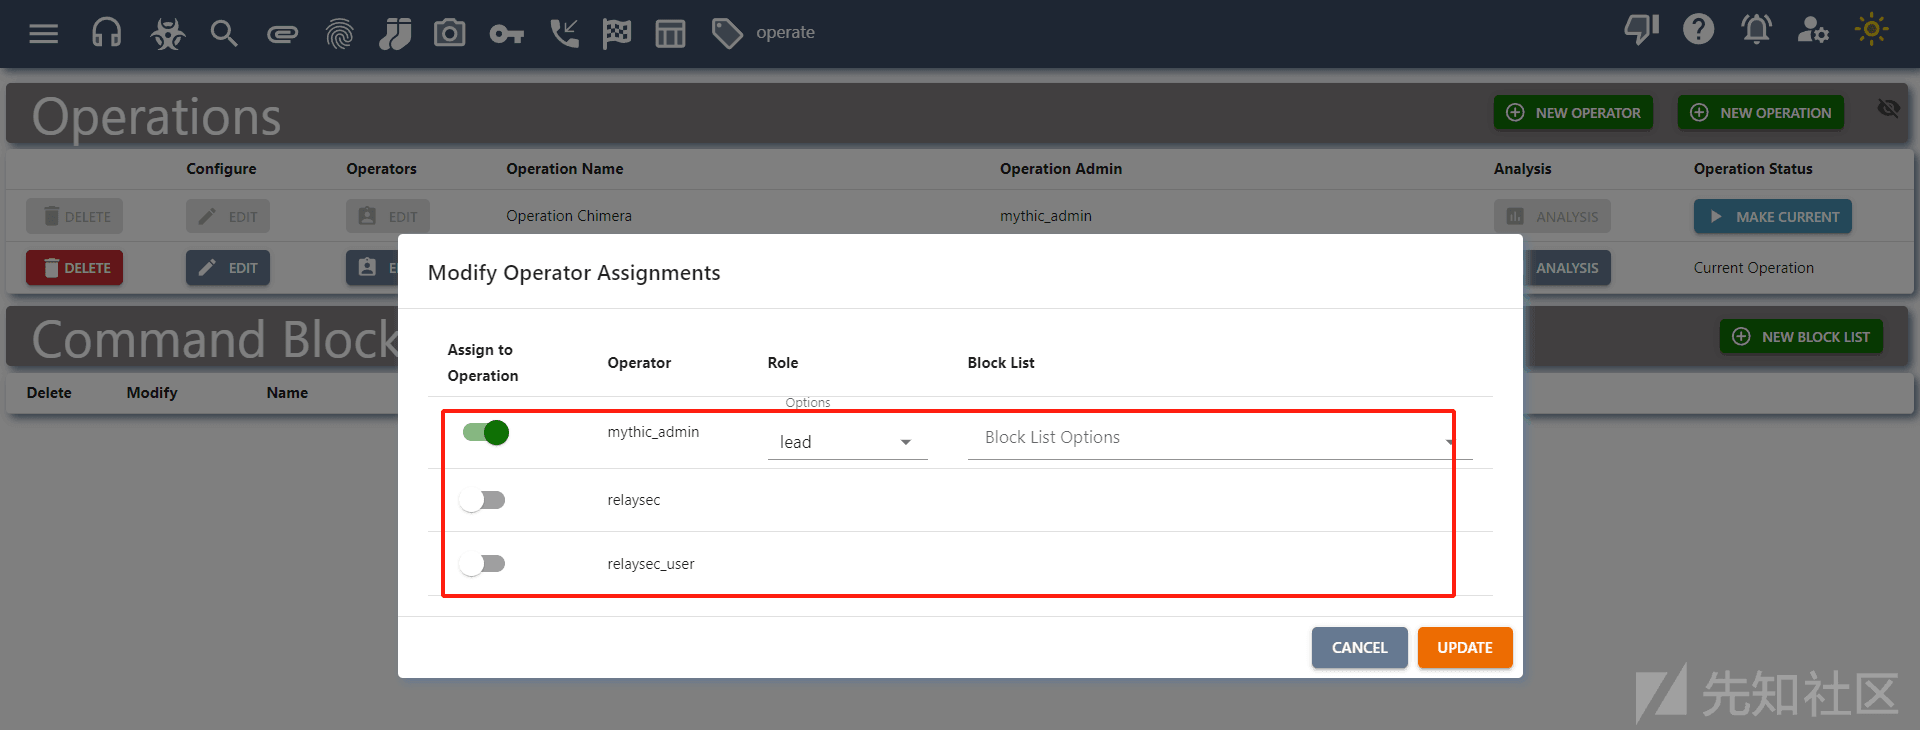 operate
Operations
NEW OPERATOR
NEW OPERATION
Configure Operators Operation Name Operation Admin Analysis Operation Status
DELETE EDIT EDIT Operation Chimera mythic_admin ANALYSIS MAKE CURRENT
DELETE EDIT ANALYSIS Current Operation
Modify Operator Assignments
Command Block
NEW BLOCK LIST
Delete Modify Name
Assign to
Operation
Operator Role Block List
Options
mythic_admin lead Block List Options
relaysec
relaysec_user
CANCEL UPDATE
先知社区